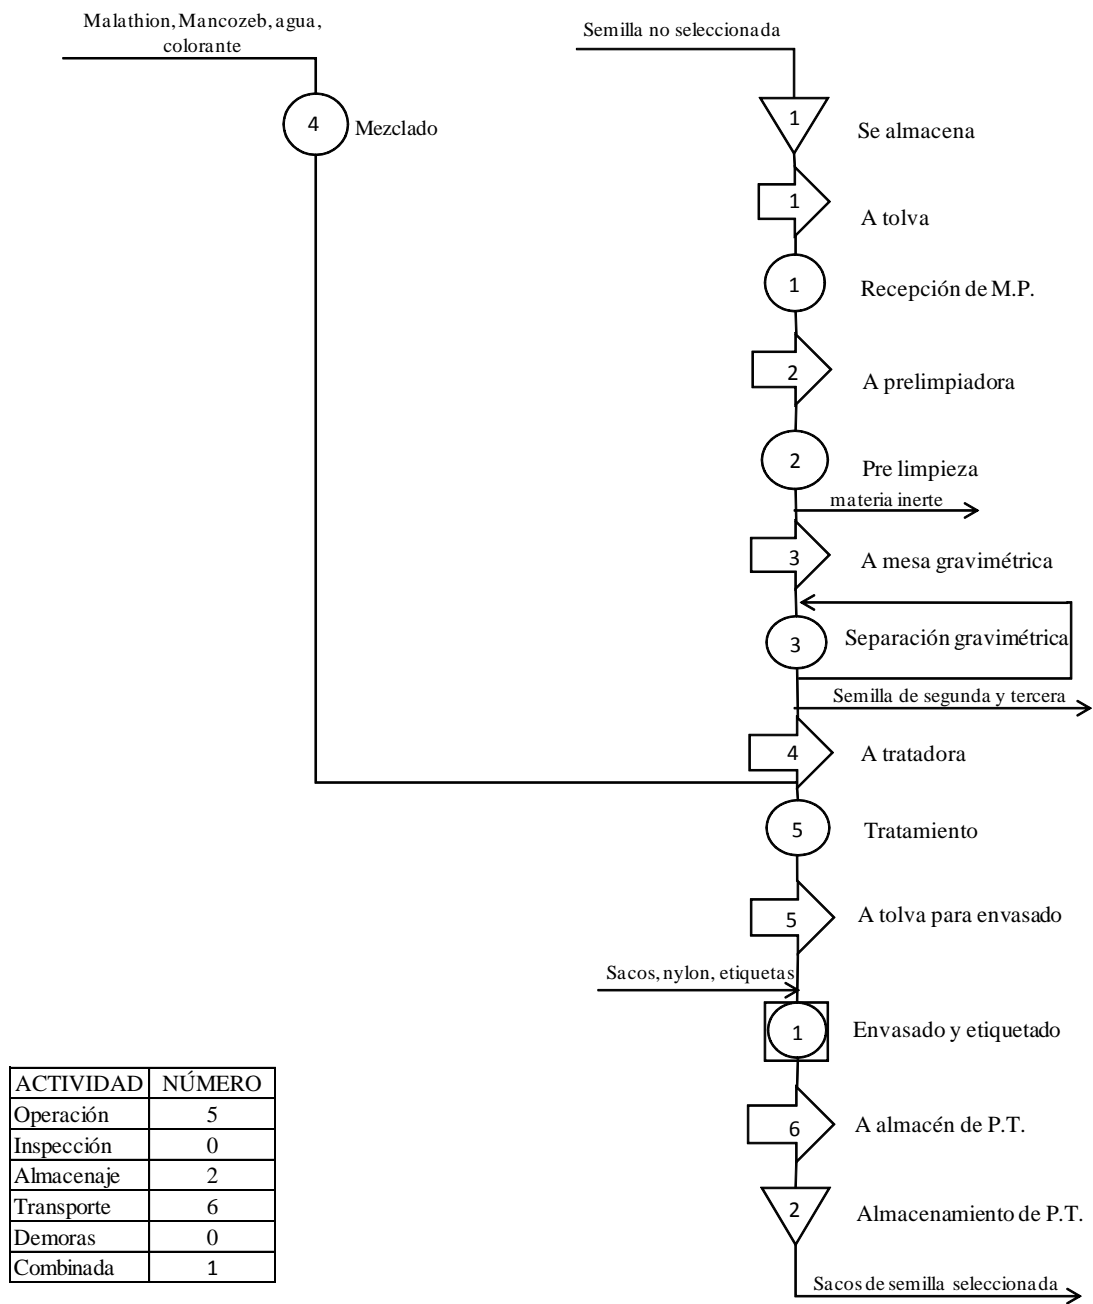 Malathion, Mancozeb, agua,
colorante
4
Mezclado
Semilla no seleccionada
1
Se almacena
1
A tolva
1
Recepción de M.P.
2
A prelimpiadora
2
Pre limpieza
materia inerte
3
A mesa gravimétrica
3
Separación gravimétrica
Semilla de segunda y tercera
4
A tratadora
5
Tratamiento
5
A tolva para envasado
Sacos, nylon, etiquetas
1
Envasado y etiquetado
6
A almacén de P.T.
2
Almacenamiento de P.T.
Sacos de semilla seleccionada
ACTIVIDAD NÚMERO
Operación 5
Inspección 0
Almacenaje 2
Transporte 6
Demoras 0
Combinada 1